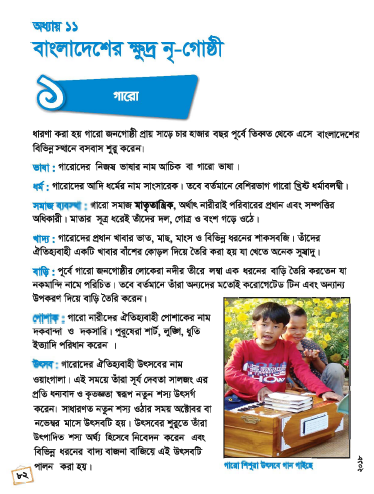 অধ্যায় ১১
বাংলাদেশের ক্ষুদ্র নৃ-গোষ্ঠী
১
গারো
ধারণা করা হয় গারো জনগোষ্ঠী প্রায় সাড়ে চার হাজার বছর পূর্বে তিব্বত থেকে এসে বাংলাদেশের
বিভিন্ন স্থানে বসবাস শুরু করেন।
ভাষা : গারোদের নিজস্ব ভাষার নাম আচিক বা গারো ভাষা।
ধর্ম : গারোদের আদি ধর্মের নাম সাংসারেক। তবে বর্তমানে বেশিরভাগ গারো খ্রিস্ট ধর্মাবলম্বী।
সমাজ ব্যবস্থা : গারো সমাজ মাতৃতান্ত্রিক, অর্থাৎ নারীরাই পরিবারের প্রধান এবং সম্পত্তির
অধিকারী। মাতার সূত্র ধরেই তাঁদের দল, গোত্র ও বংশ গড়ে ওঠে।
খাদ্য : গারোদের প্রধান খাবার ভাত, মাছ, মাংস ও বিভিন্ন ধরনের শাকসবজি। তাঁদের
ঐতিহ্যবাহী একটি খাবার বাঁশের কোড়ল দিয়ে তৈরি করা হয় যা খেতে অনেক সুস্বাদু।
বাড়ি : পূর্বে গারো জনগোষ্ঠীর লোকেরা নদীর তীরে লম্বা এক ধরনের বাড়ি তৈরি করতেন যা
নকমান্দি নামে পরিচিত। তবে বর্তমানে তাঁরা অন্যদের মতোই করোগেটেড টিন এবং অন্যান্য
উপকরণ দিয়ে বাড়ি তৈরি করেন।
পোশাক : গারো নারীদের ঐতিহ্যবাহী পোশাকের নাম
দকবান্দা ও দকসারি। পুরুষেরা শার্ট, লুঙ্গি, ধুতি
ইত্যাদি পরিধান করেন ।
উৎসব : গারোদের ঐতিহ্যবাহী উৎসবের নাম
ওয়াংগালা। এই সময়ে তাঁরা সূর্য দেবতা সালজং এর
প্রতি ধন্যবাদ ও কৃতজ্ঞতা স্বরূপ নতুন শস্য উৎসর্গ
করেন। সাধারণত নতুন শস্য ওঠার সময় অক্টোবর বা
নভেম্বর মাসে উৎসবটি হয়। উৎসবের শুরুতে তাঁরা
উৎপাদিত শস্য অর্ঘ্য হিসেবে নিবেদন করেন এবং
বিভিন্ন ধরনের বাদ্য বাজনা বাজিয়ে এই উৎসবটি
পালন করা হয়।
গারো শিশুরা উৎসবে গান গাইছে
৮২
২০১৮